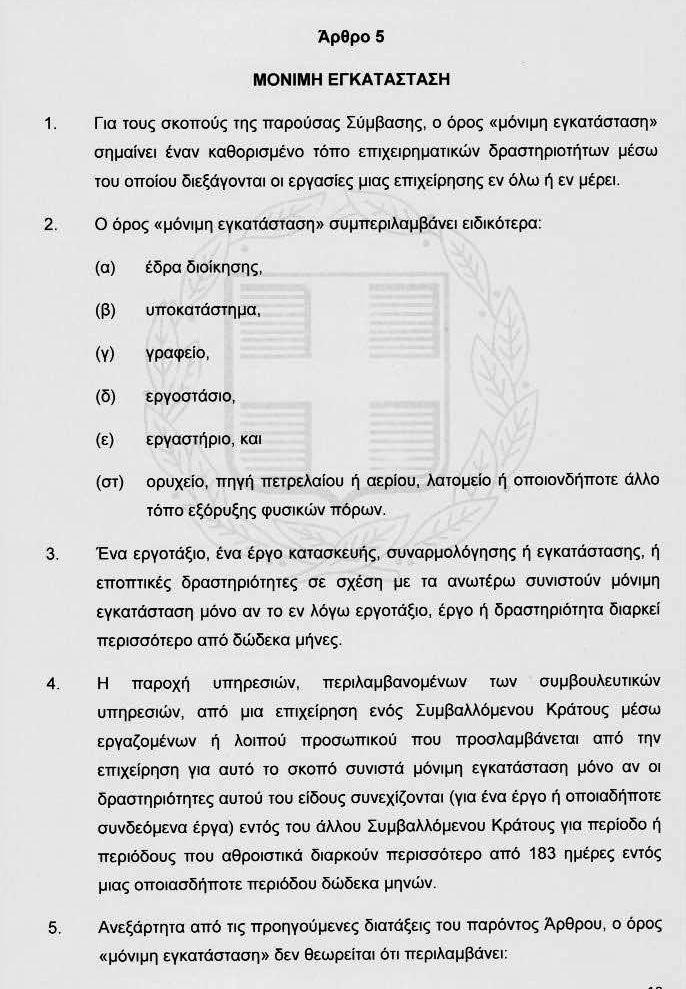 Άρθρο 5
ΜΟΝΙΜΗ ΕΓΚΑΤΑΣΤΑΣΗ
1. Για τους σκοπούς της παρούσας Σύμβασης, ο όρος «μόνιμη εγκατάσταση»
σημαίνει έναν καθορισμένο τόπο επιχειρηματικών δραστηριοτήτων μέσω
του οποίου διεξάγονται οι εργασίες μιας επιχείρησης εν όλω ή εν μέρει.
2. Ο όρος «μόνιμη εγκατάσταση» συμπεριλαμβάνει ειδικότερα:
(α) έδρα διοίκησης,
(β) υποκατάστημα,
(γ) γραφείο,
(δ) εργοστάσιο,
(ε) εργαστήριο, και
(στ) ορυχείο, πηγή πετρελαίου ή αερίου, λατομείο ή οποιονδήποτε άλλο
τόπο εξόρυξης φυσικών πόρων.
3. Ένα εργοτάξιο, ένα έργο κατασκευής, συναρμολόγησης ή εγκατάστασης, ή
εποπτικές δραστηριότητες σε σχέση με τα ανωτέρω συνιστούν μόνιμη
εγκατάσταση μόνο αν το εν λόγω εργοτάξιο, έργο ή δραστηριότητα διαρκεί
περισσότερο από δώδεκα μήνες.
4. Η παροχή υπηρεσιών, περιλαμβανομένων των συμβουλευτικών
υπηρεσιών, από μια επιχείρηση ενός Συμβαλλόμενου Κράτους μέσω
εργαζομένων ή λοιπού προσωπικού που προσλαμβάνεται από την
επιχείρηση για αυτό το σκοπό συνιστά μόνιμη εγκατάσταση μόνο αν οι
δραστηριότητες αυτού του είδους συνεχίζονται (για ένα έργο ή οποιαδήποτε
συνδεόμενα έργα) εντός του άλλου Συμβαλλόμενου Κράτους για περίοδο ή
περιόδους που αθροιστικά διαρκούν περισσότερο από 183 ημέρες εντός
μιας οποιασδήποτε περιόδου δώδεκα μηνών.
5. Ανεξάρτητα από τις προηγούμενες διατάξεις του παρόντος Άρθρου, ο όρος
«μόνιμη εγκατάσταση» δεν θεωρείται ότι περιλαμβάνει: